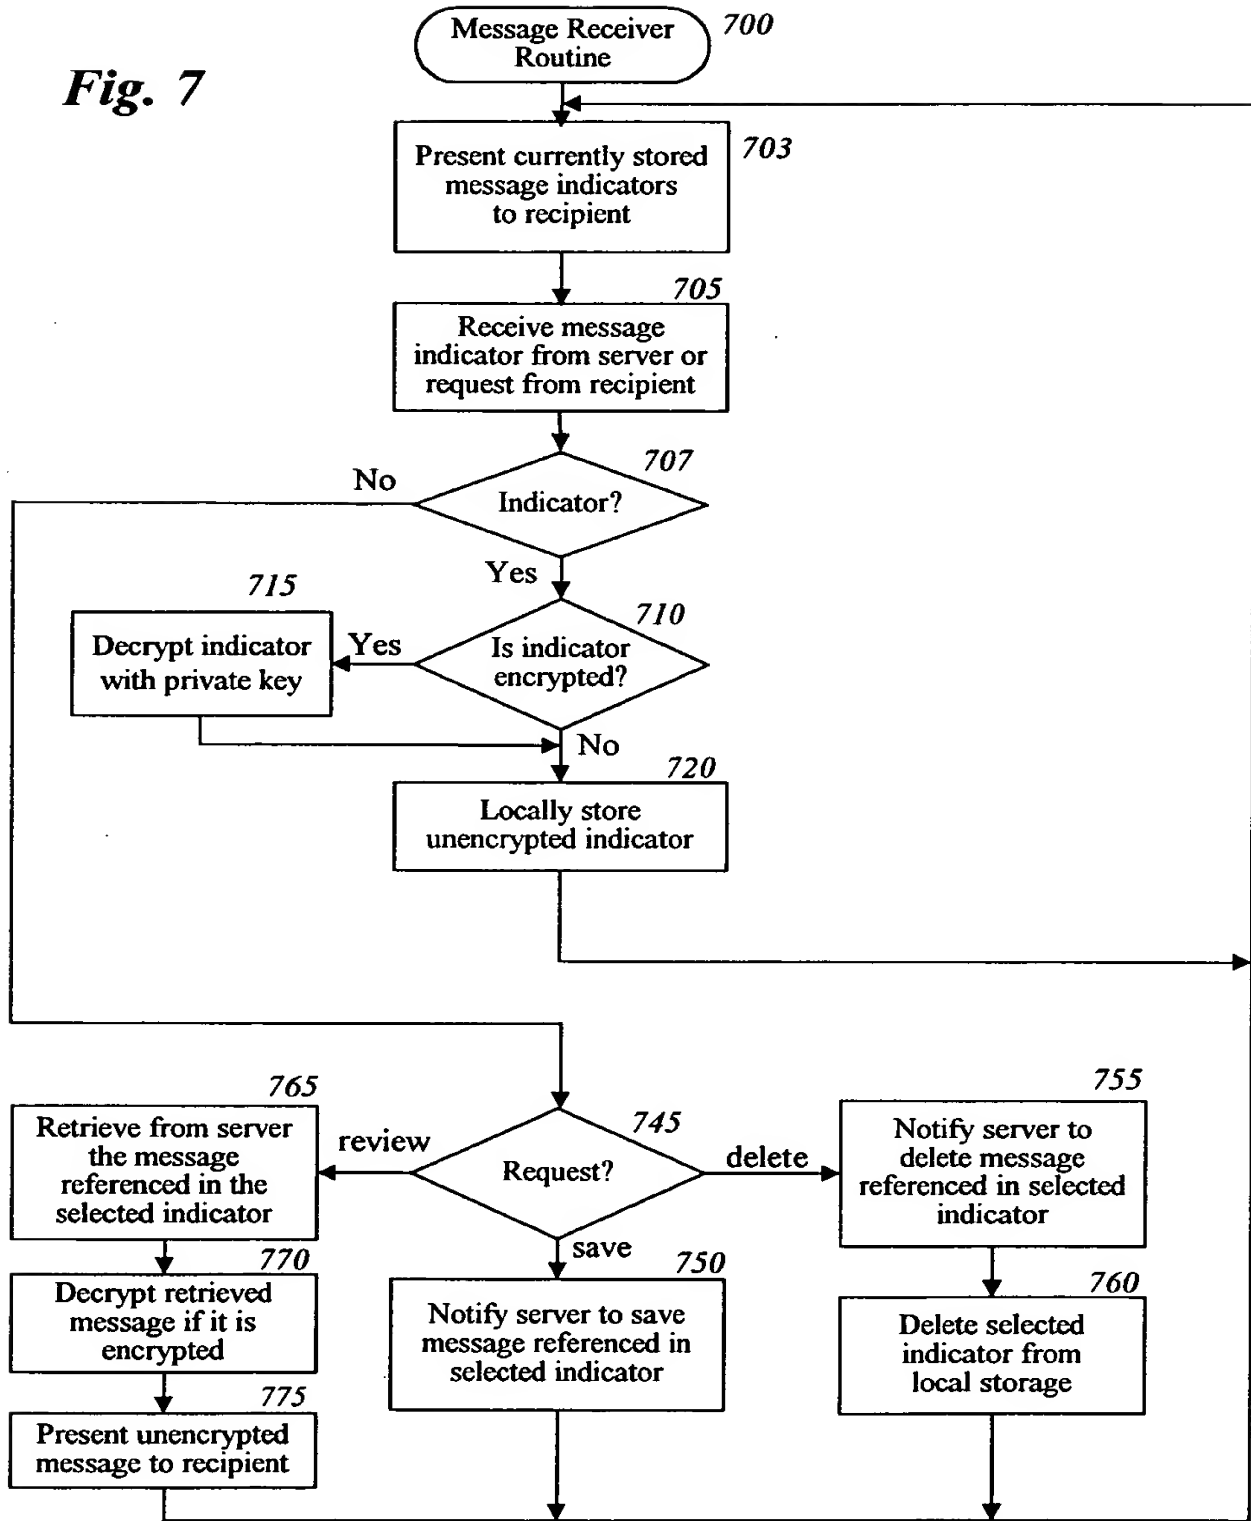 Fig. 7
Message Receiver
Routine
700
Present currently stored
message indicators
to recipient
703
705
Receive message
indicator from server or
request from recipient
707
No
Indicator?
Yes
715
710
Decrypt indicator
with private key
Yes
Is indicator
encrypted?
No
720
Locally store
unencrypted indicator
765
Retrieve from server
the message
referenced in the
selected indicator
review
745
Request?
delete
755
Notify server to
delete message
referenced in selected
indicator
save
770
Decrypt retrieved
message if it is
encrypted
750
Notify server to save
message referenced in
selected indicator
760
Delete selected
indicator from
local storage
775
Present unencrypted
message to recipient